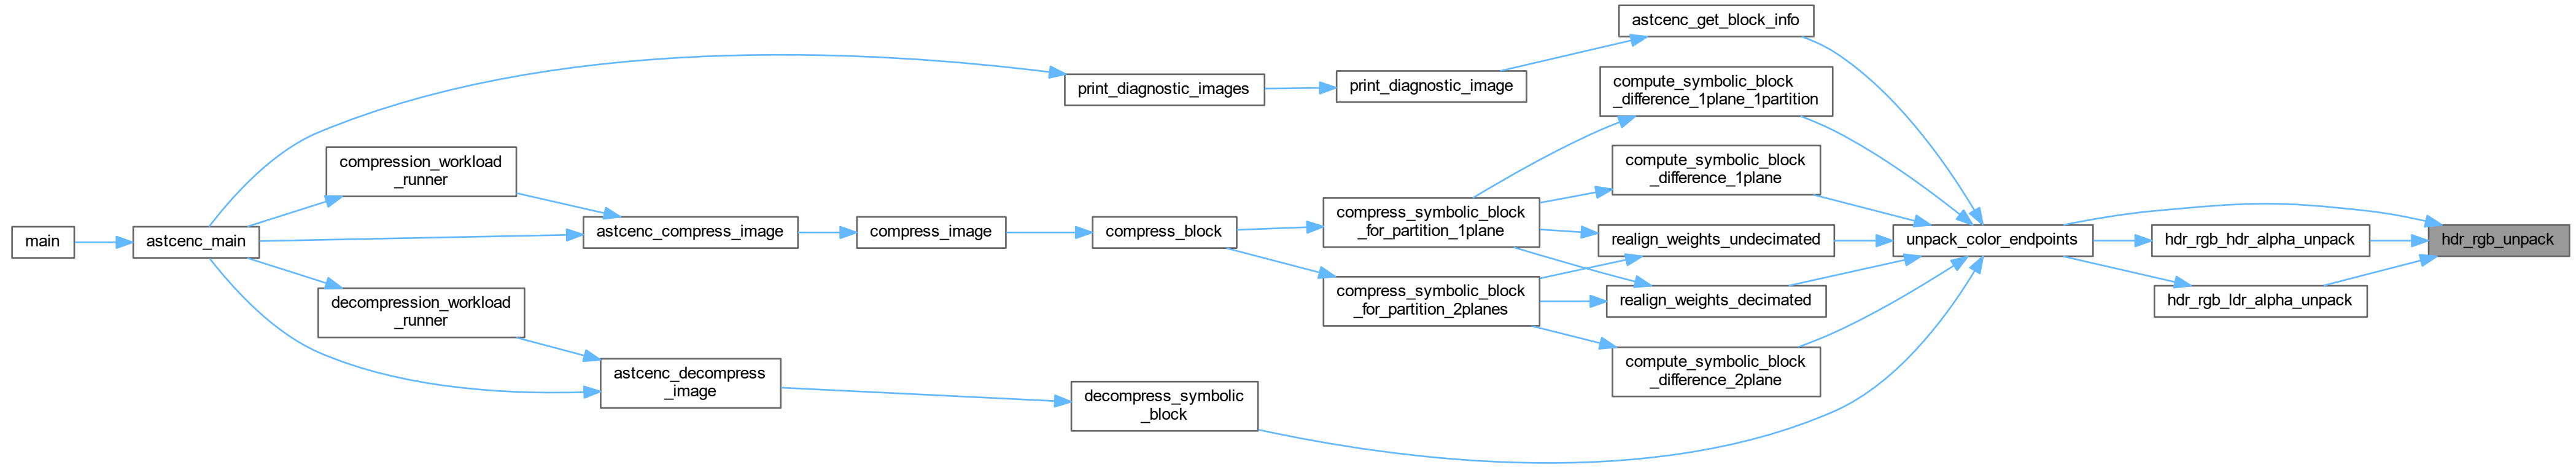 main
astcenc_main
compression_workload
_runner
decompression_workload
_runner
astcenc_compress_image
astcenc_decompress
_image
compress_image
print_diagnostic_images
compress_block
decompress_symbolic
_block
print_diagnostic_image
compress_symbolic_block
_for_partition_1plane
compress_symbolic_block
_for_partition_2planes
astcenc_get_block_info
compute_symbolic_block
_difference_1plane_1partition
compute_symbolic_block
_difference_1plane
realign_weights_undecimated
realign_weights_decimated
compute_symbolic_block
_difference_2plane
unpack_color_endpoints
hdr_rgb_hdr_alpha_unpack
hdr_rgb_ldr_alpha_unpack
hdr_rgb_unpack